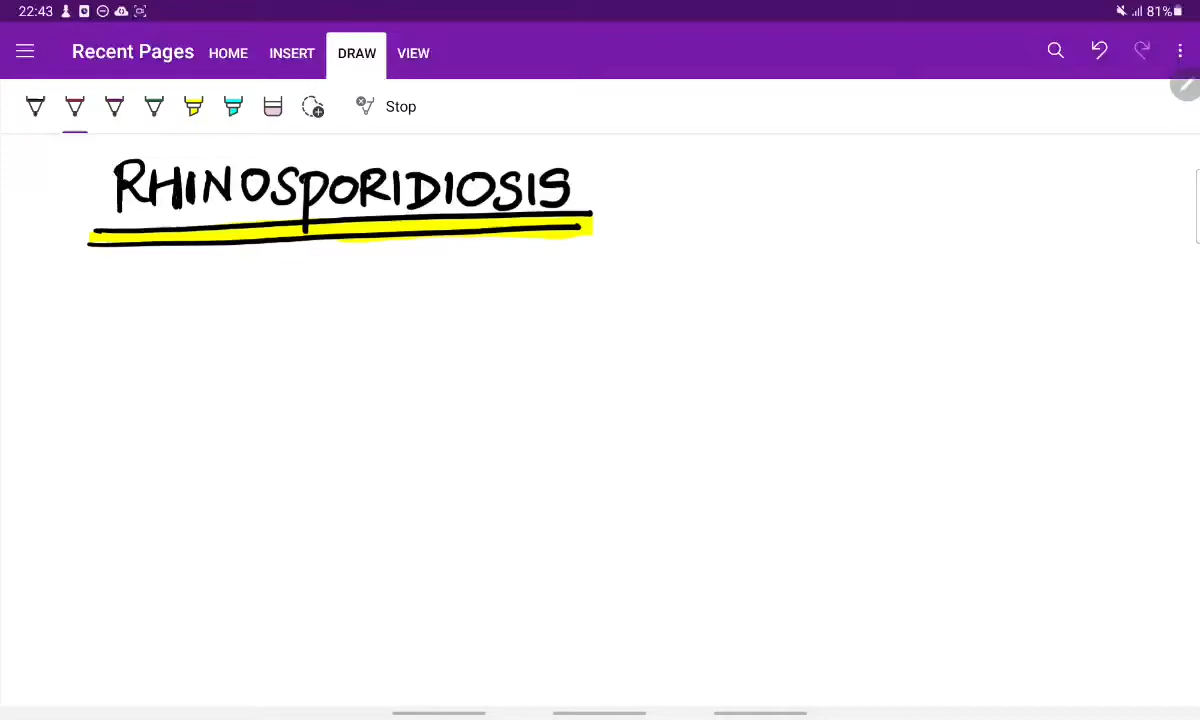 22:43 81%
Recent Pages HOME INSERT DRAW VIEW
Stop
RHINOSPORIDIOSIS